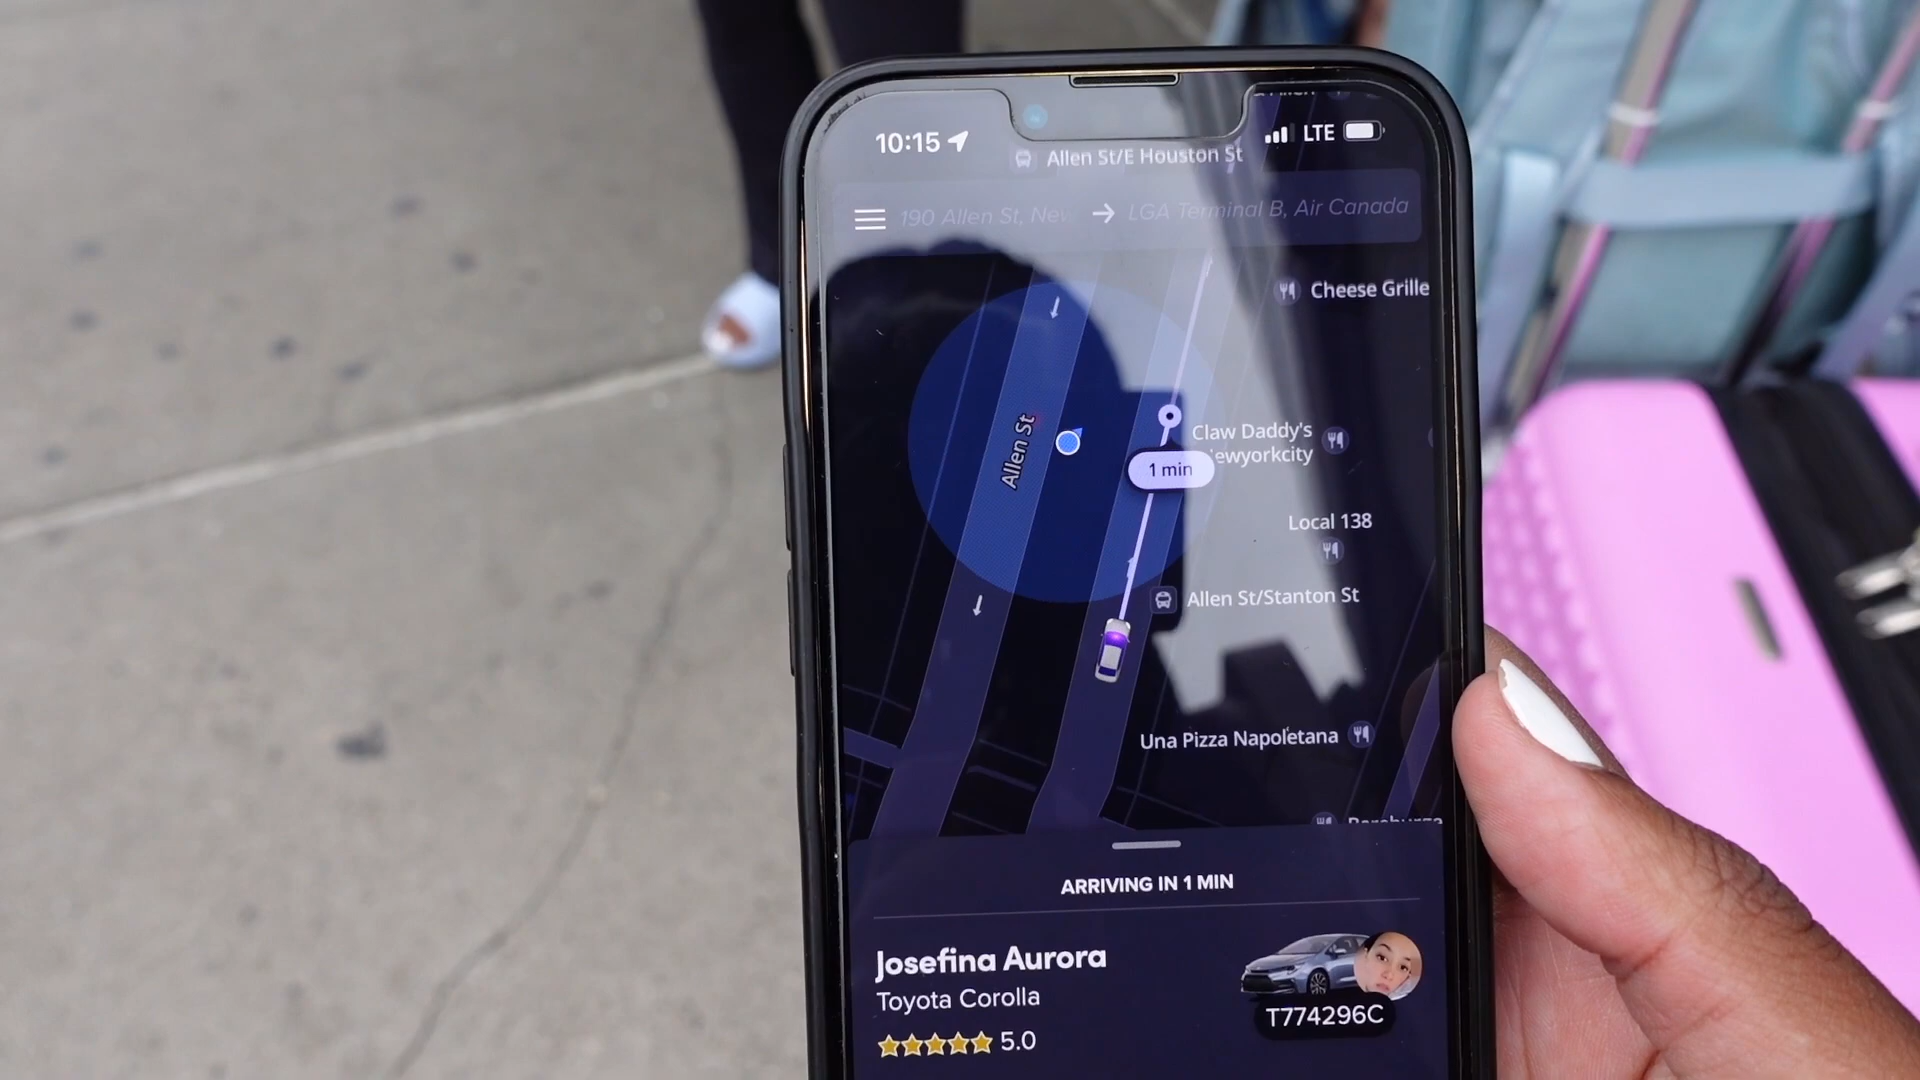 10:15
LTE
Allen St/E Houston St
190 Allen St, New → LGA Terminal B, Air Canada
Cheese Grille
Allen St
Claw Daddy's
ewyorkcity
1 min
Local 138
Allen St/Stanton St
Una Pizza Napoletana
ARRIVING IN 1 MIN
Josefina Aurora
Toyota Corolla
T774296C
5.0